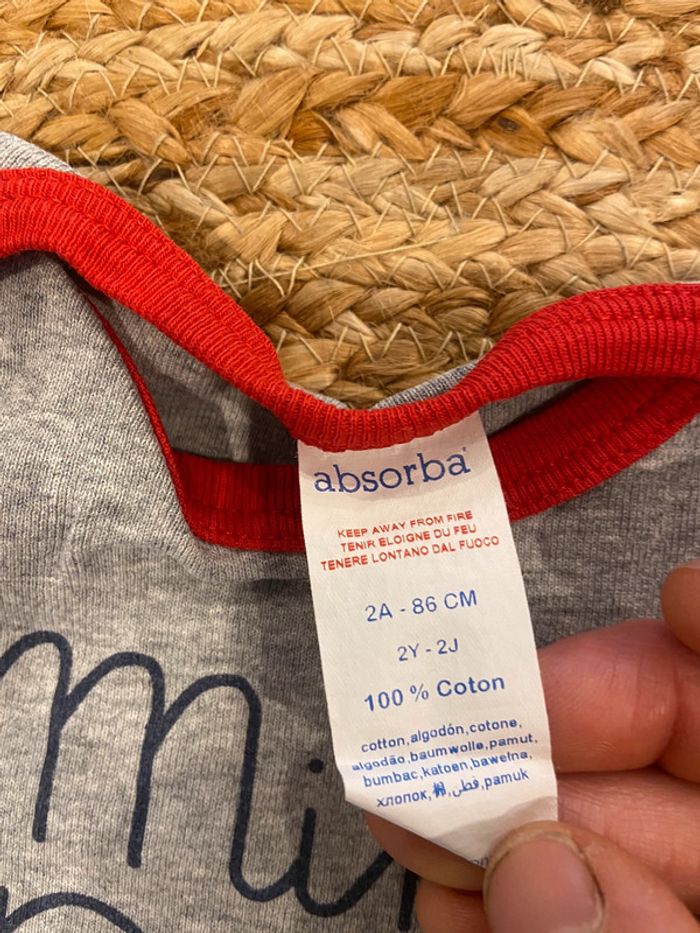 absorba
KEEP AWAY FROM FIRE
TENIR ELOIGNE DU FEU
TENERE LONTANO DAL FUOCO
2A - 86 CM
2Y - 2J
100 % Coton
cotton,algodón,cotone,
algodão,baumwolle,pamut,
bumbac,katoen,bawełna,
хлопок,棉,قطن,pamuk
mi